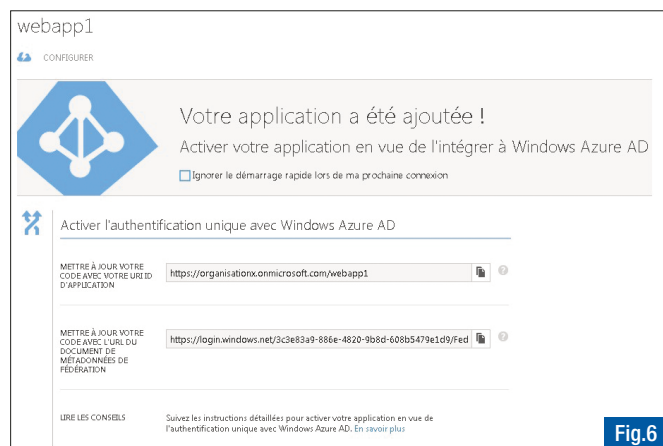 webapp1
CONFIGURER
Votre application a été ajoutée !
Activer votre application en vue de l'intégrer à Windows Azure AD
Ignorer le démarrage rapide lors de ma prochaine connexion
Activer l'authentification unique avec Windows Azure AD
METTRE À JOUR VOTRE
CODE AVEC VOTRE URI ID
D'APPLICATION
https://organisationx.onmicrosoft.com/webapp1
METTRE À JOUR VOTRE
CODE AVEC L'URL DU
DOCUMENT DE
MÉTADONNÉES DE
FÉDÉRATION
https://login.windows.net/3c3e83a9-886e-4820-9b8d-608b5479e1d9/Fed
LIRE LES CONSEILS
Suivez les instructions détaillées pour activer votre application en vue de
l'authentification unique avec Windows Azure AD. En savoir plus
Fig.6